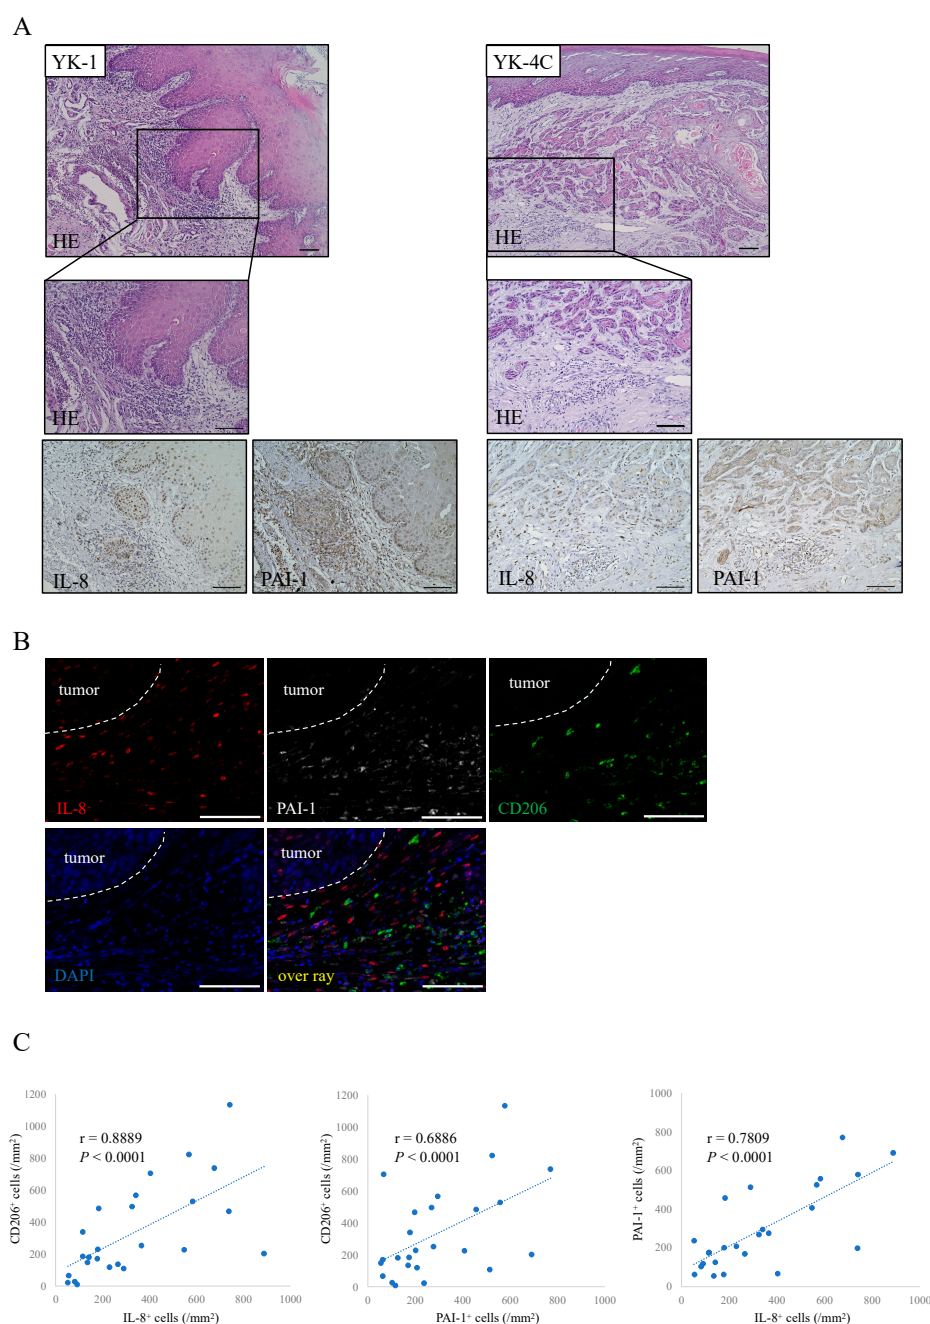 A
YK-1
YK-4C
HE
HE
HE
HE
IL-8
PAI-1
IL-8
PAI-1
B
tumor
tumor
IL-8
PAI-1
CD206
tumor
tumor
DAPI
over ray
C
1200
1000
800
600
400
200
0
CD206⁺ cells (/mm²)
r = 0.8889
P < 0.0001
0
200
400
600
800
1000
IL-8⁺ cells (/mm²)
1200
1000
800
600
400
200
0
CD206⁺ cells (/mm²)
r = 0.6886
P < 0.0001
0
200
400
600
800
1000
PAI-1⁺ cells (/mm²)
1000
800
600
400
200
0
PAI-1⁺ cells (/mm²)
r = 0.7809
P < 0.0001
0
200
400
600
800
1000
IL-8⁺ cells (/mm²)